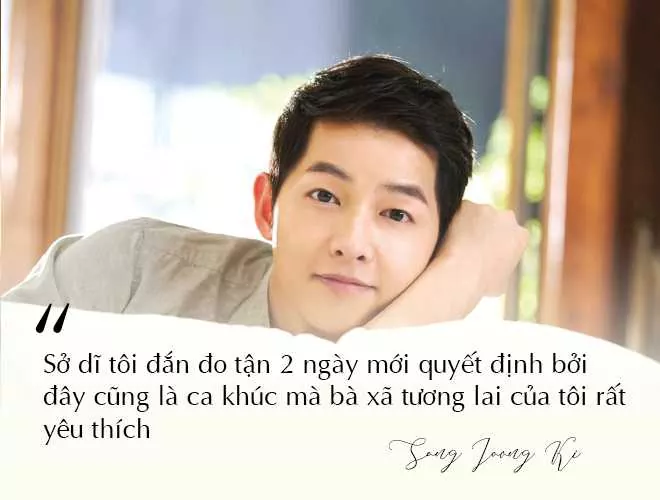 "
Sở dĩ tôi đắn đo tận 2 ngày mới quyết định bởi
đây cũng là ca khúc mà bà xã tương lai của tôi rất
yêu thích
Song Joong Ki